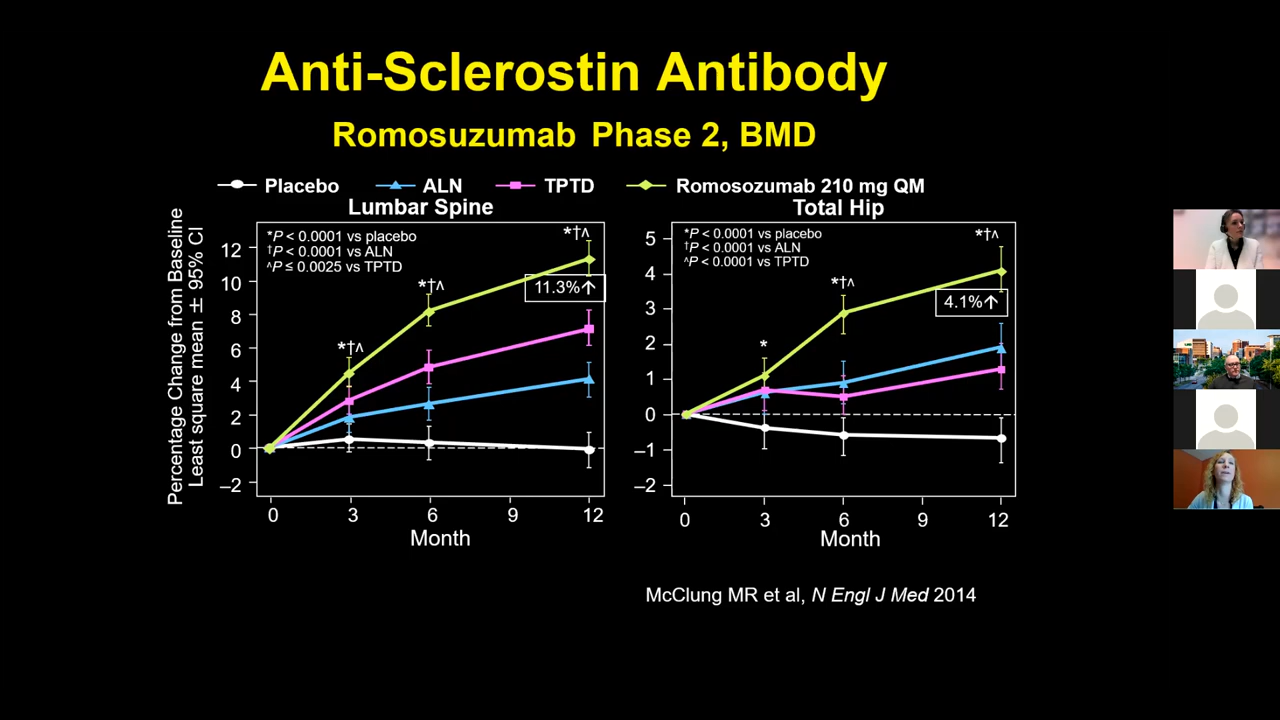 Anti-Sclerostin Antibody
Romosuzumab Phase 2, BMD
Placebo ALN TPTD Romosozumab 210 mg QM
Lumbar Spine
Total Hip
Percentage Change from Baseline
Least square mean ± 95% CI
*P < 0.0001 vs placebo
†P < 0.0001 vs ALN
^P ≤ 0.0025 vs TPTD
*†^
*†^
*†^
11.3%↑
12
10
8
6
4
2
0
–2
0 3 6 9 12
Month
*P < 0.0001 vs placebo
†P < 0.0001 vs ALN
^P < 0.0001 vs TPTD
*
*†^
*†^
4.1%↑
5
4
3
2
1
0
–1
–2
0 3 6 9 12
Month
McClung MR et al, N Engl J Med 2014